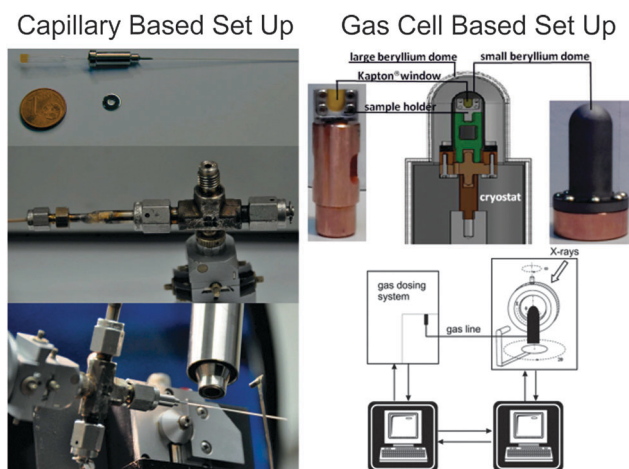 Capillary Based Set Up
Gas Cell Based Set Up
large beryllium dome
small beryllium dome
Kapton® window
sample holder
cryostat
X-rays
gas dosing
system
gas line